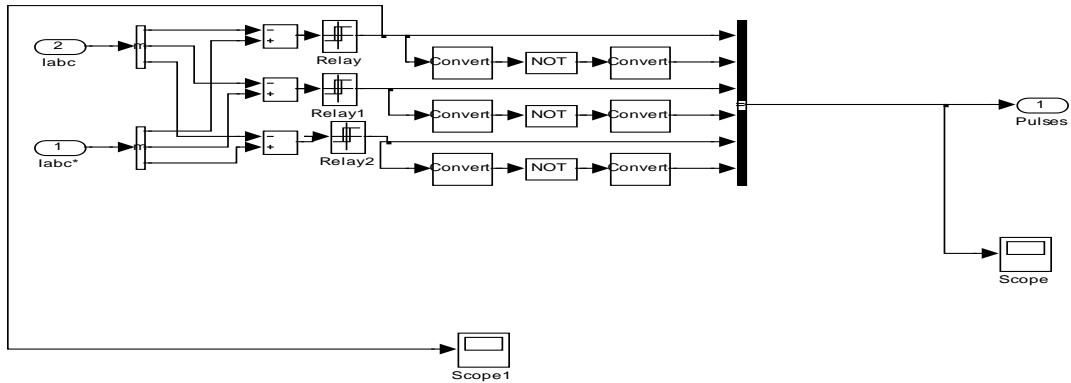 2
Iabc
m
−
+
Relay
Convert
NOT
Convert
−
+
Relay1
Convert
NOT
Convert
1
Pulses
1
Iabc*
m
−
+
Relay2
Convert
NOT
Convert
Scope
Scope1